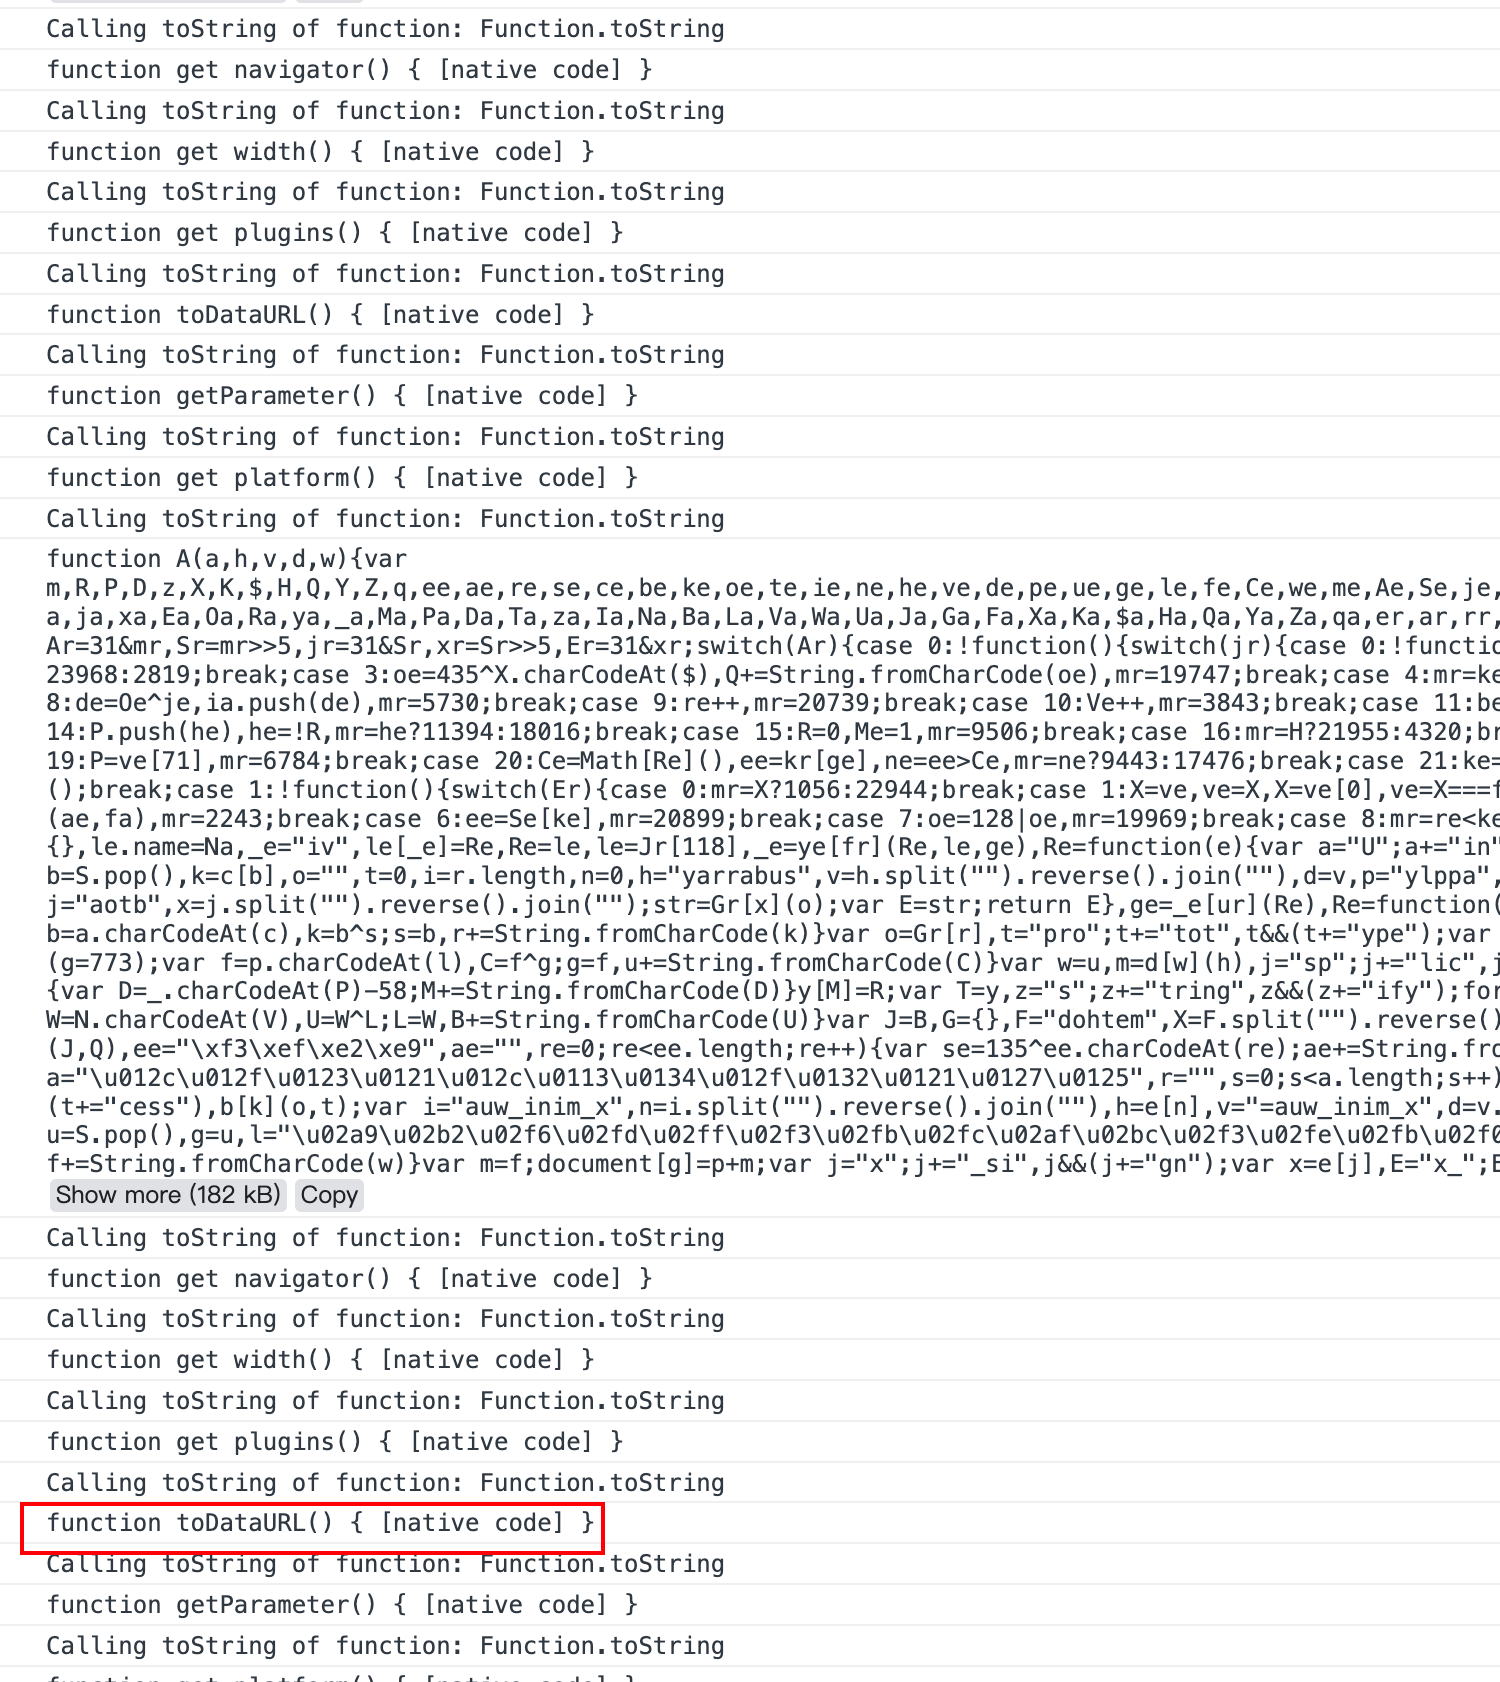 Calling toString of function: Function.toString
function get navigator() { [native code] }
Calling toString of function: Function.toString
function get width() { [native code] }
Calling toString of function: Function.toString
function get plugins() { [native code] }
Calling toString of function: Function.toString
function toDataURL() { [native code] }
Calling toString of function: Function.toString
function getParameter() { [native code] }
Calling toString of function: Function.toString
function get platform() { [native code] }
Calling toString of function: Function.toString
function A(a,h,v,d,w){var
m,R,P,D,z,X,K,$,H,Q,Y,Z,q,ee,ae,re,se,ce,be,ke,oe,te,ie,ne,he,ve,de,pe,ue,ge,le,fe,Ce,we,me,Ae,Se,je,
a,ja,xa,Ea,Oa,Ra,ya,_a,Ma,Pa,Da,Ta,za,Ia,Na,Ba,La,Va,Wa,Ua,Ja,Ga,Fa,Xa,Ka,$a,Ha,Qa,Ya,Za,qa,er,ar,rr,
Ar=31&mr,Sr=mr>>5,jr=31&Sr,xr=Sr>>5,Er=31&xr;switch(Ar){case 0:!function(){switch(jr){case 0:!functio
23968:2819;break;case 3:oe=435^X.charCodeAt($),Q+=String.fromCharCode(oe),mr=19747;break;case 4:mr=ke
8:de=Oe^je,ia.push(de),mr=5730;break;case 9:re++,mr=20739;break;case 10:Ve++,mr=3843;break;case 11:be
14:P.push(he),he=!R,mr=he?11394:18016;break;case 15:R=0,Me=1,mr=9506;break;case 16:mr=H?21955:4320;br
19:P=ve[71],mr=6784;break;case 20:Ce=Math[Re](),ee=kr[ge],ne=ee>Ce,mr=ne?9443:17476;break;case 21:ke=
();break;case 1:!function(){switch(Er){case 0:mr=X?1056:22944;break;case 1:X=ve,ve=X,X=ve[0],ve=X===f
(ae,fa),mr=2243;break;case 6:ee=Se[ke],mr=20899;break;case 7:oe=128|oe,mr=19969;break;case 8:mr=re<ke
{},le.name=Na,_e="iv",le[_e]=Re,Re=le,le=Jr[118],_e=ye[fr](Re,le,ge),Re=function(e){var a="U";a+="in"
b=S.pop(),k=c[b],o="",t=0,i=r.length,n=0,h="yarrabus",v=h.split("").reverse().join(""),d=v,p="ylppa",
j="aotb",x=j.split("").reverse().join("");str=Gr[x](o);var E=str;return E},ge=_e[ur](Re),Re=function(
b=a.charCodeAt(c),k=b^s;s=b,r+=String.fromCharCode(k)}var o=Gr[r],t="pro";t+="tot",t&&(t+="ype");var
(g=773);var f=p.charCodeAt(l),C=f^g;g=f,u+=String.fromCharCode(C)}var w=u,m=d[w](h),j="sp";j+="lic",j
{var D=_.charCodeAt(P)-58;M+=String.fromCharCode(D)}y[M]=R;var T=y,z="s";z+="tring",z&&(z+="ify");for
W=N.charCodeAt(V),U=W^L;L=W,B+=String.fromCharCode(U)}var J=B,G={},F="dohtem",X=F.split("").reverse()
(J,Q),ee="\xf3\xef\xe2\xe9",ae="",re=0;re<ee.length;re++){var se=135^ee.charCodeAt(re);ae+=String.fro
a="\u012c\u012f\u0123\u0121\u012c\u0113\u0134\u012f\u0132\u0121\u0127\u0125",r="",s=0;s<a.length;s++)
(t+="cess"),b[k](o,t);var i="auw_inim_x",n=i.split("").reverse().join(""),h=e[n],v="=auw_inim_x",d=v.
u=S.pop(),g=u,l="\u02a9\u02b2\u02f6\u02fd\u02ff\u02f3\u02fb\u02fc\u02af\u02bc\u02f3\u02fe\u02fb\u02f0
f+=String.fromCharCode(w)}var m=f;document[g]=p+m;var j="x";j+="_si",j&&(j+="gn");var x=e[j],E="x_";E
Show more (182 kB) Copy
Calling toString of function: Function.toString
function get navigator() { [native code] }
Calling toString of function: Function.toString
function get width() { [native code] }
Calling toString of function: Function.toString
function get plugins() { [native code] }
Calling toString of function: Function.toString
function toDataURL() { [native code] }
Calling toString of function: Function.toString
function getParameter() { [native code] }
Calling toString of function: Function.toString
function get platform() { [native code] }